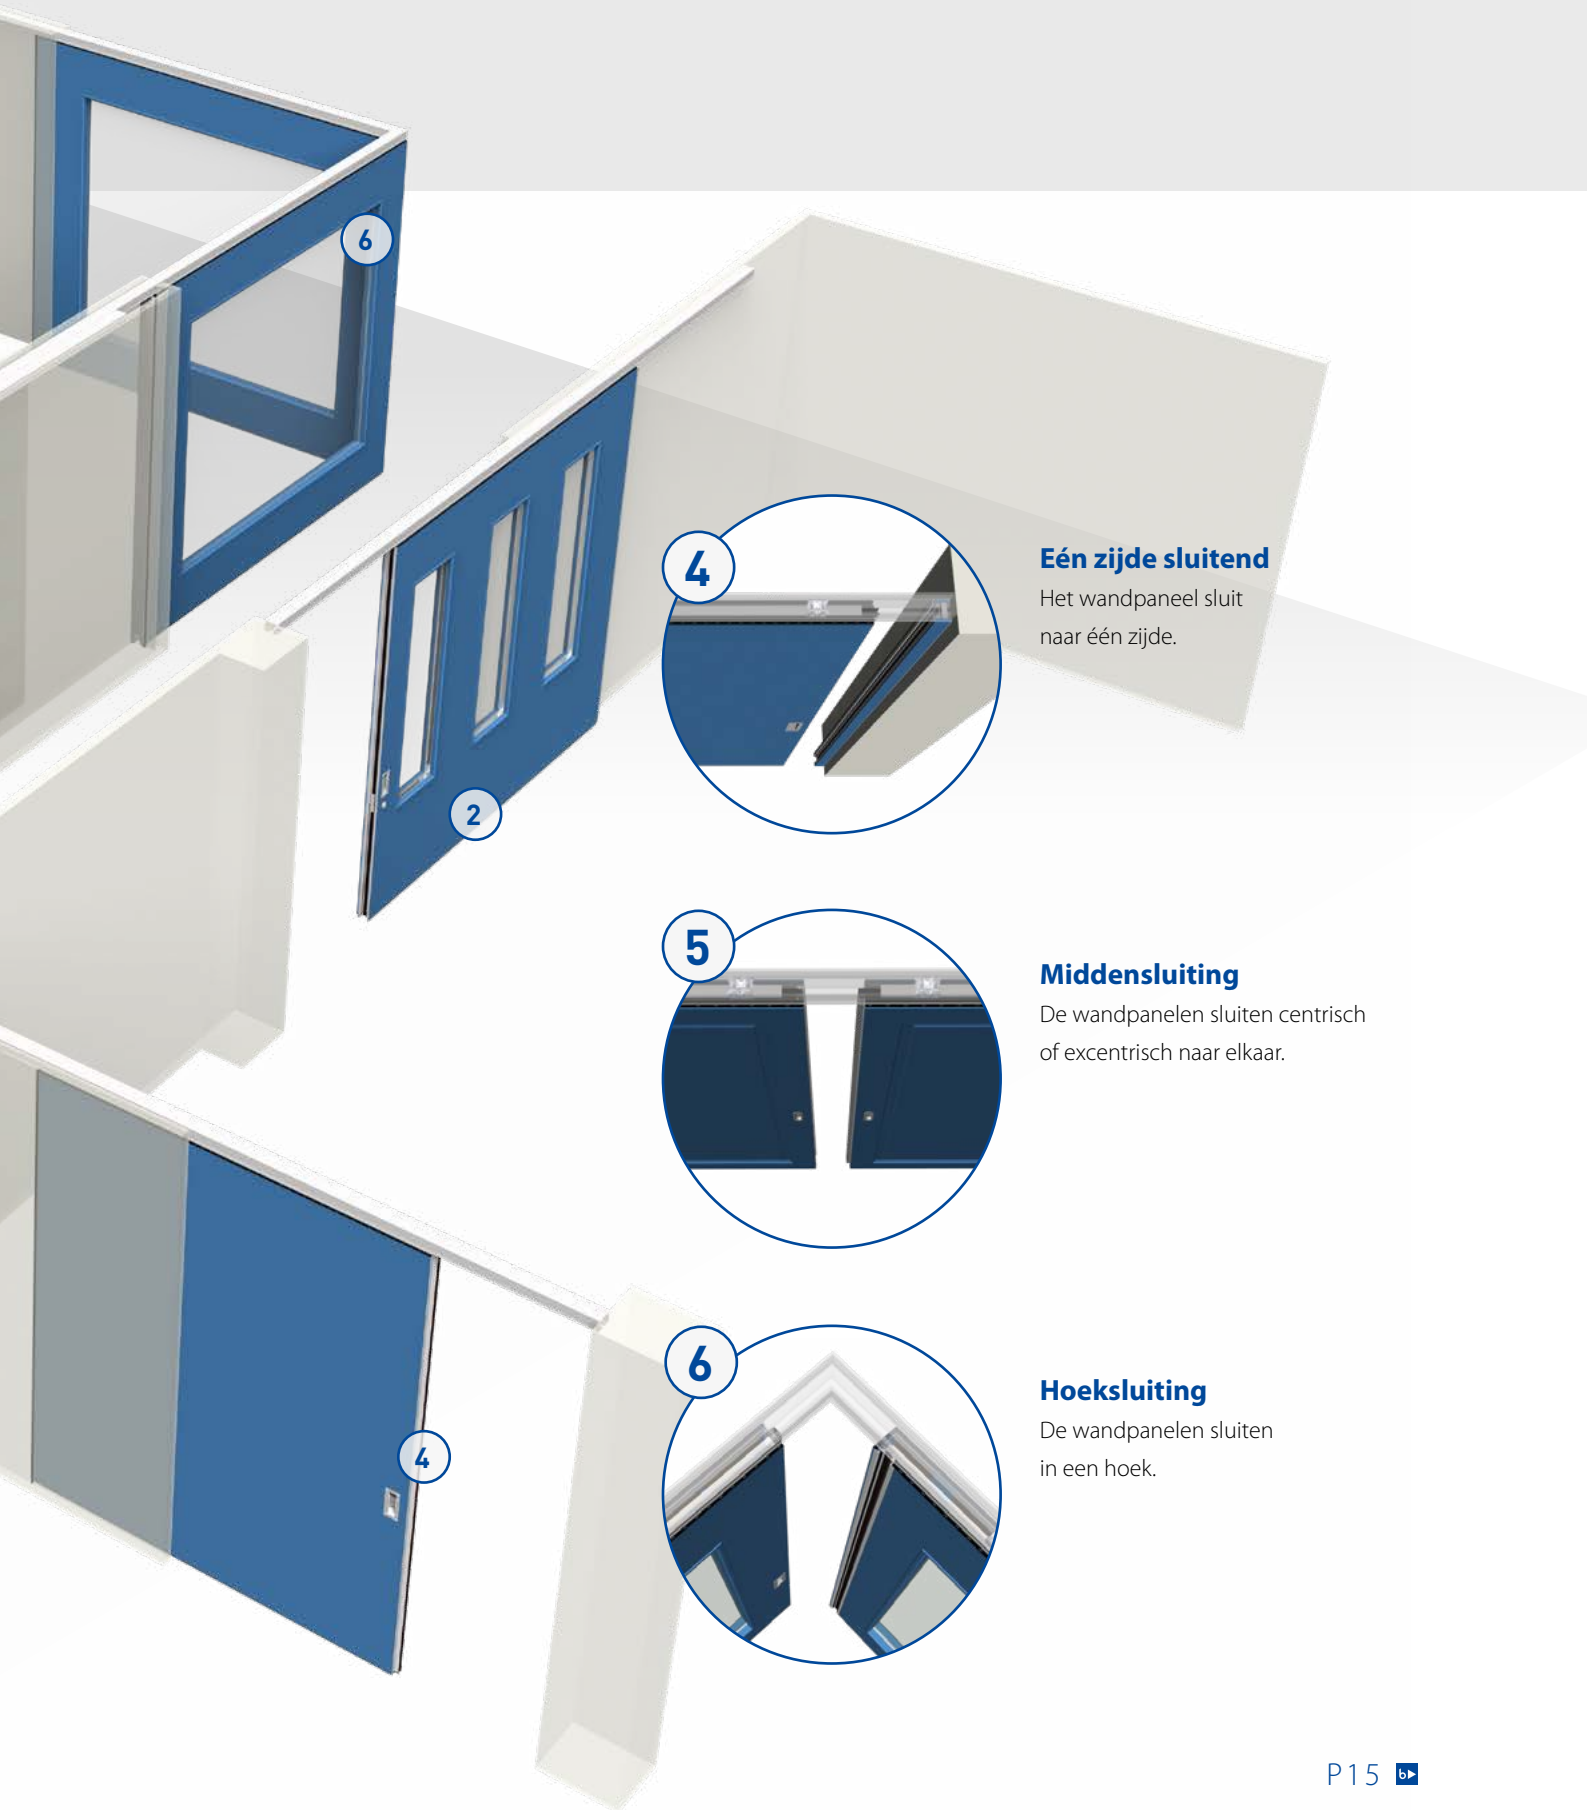 6
2
4
4
Eén zijde sluitend
Het wandpaneel sluit
naar één zijde.
5
Middensluiting
De wandpanelen sluiten centrisch
of excentrisch naar elkaar.
6
Hoeksluiting
De wandpanelen sluiten
in een hoek.
P15 b